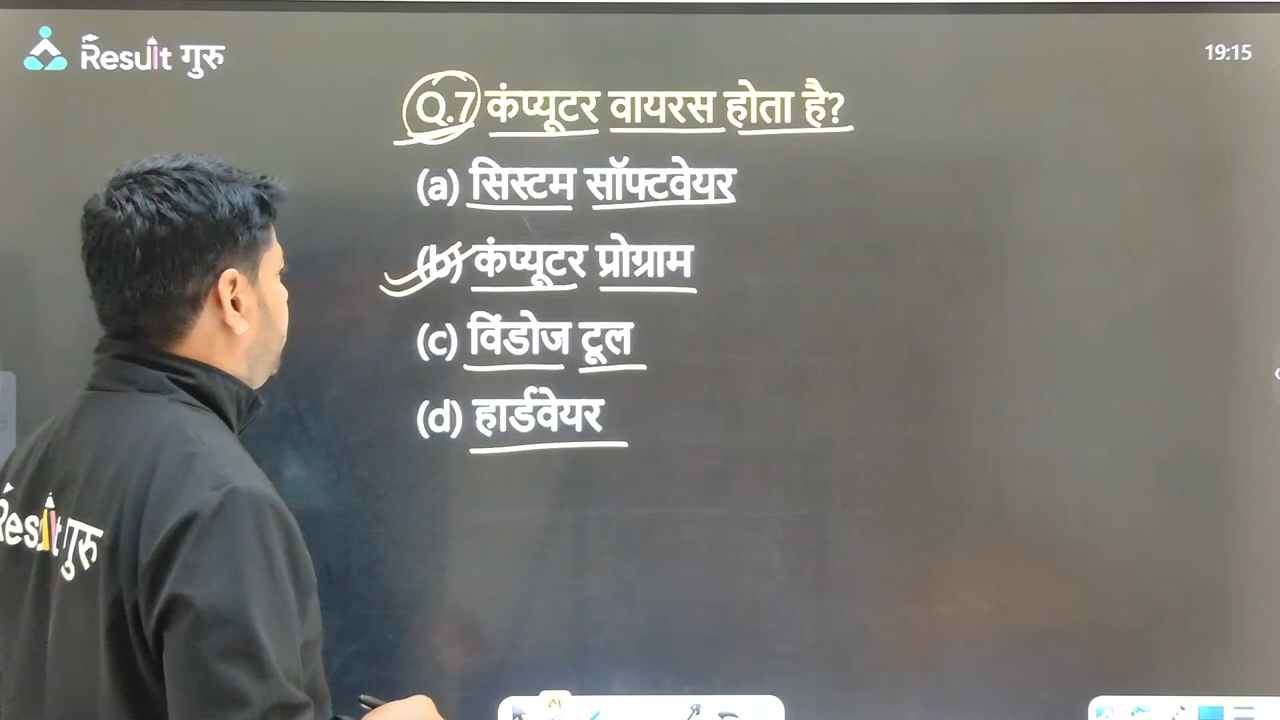 Result गुरु
19:15
Q.7 कंप्यूटर वायरस होता है?
(a) सिस्टम सॉफ्टवेयर
(b) कंप्यूटर प्रोग्राम
(c) विंडोज टूल
(d) हार्डवेयर
Result गुरु